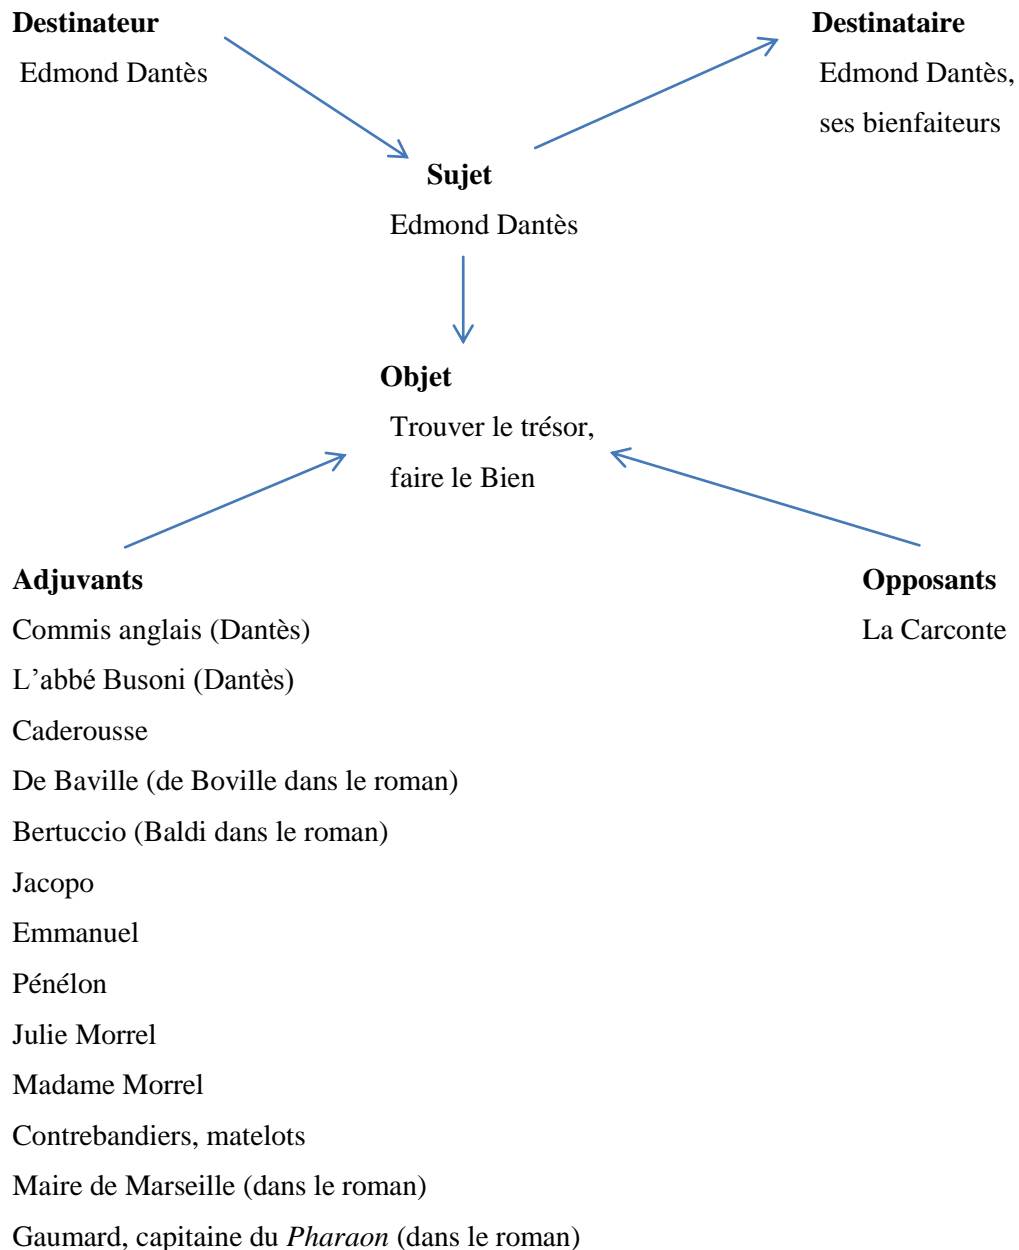 Destinateur
Edmond Dantès
Destinataire
Edmond Dantès,
ses bienfaiteurs
Sujet
Edmond Dantès
Objet
Trouver le trésor,
faire le Bien
Adjuvants
Commis anglais (Dantès)
L’abbé Busoni (Dantès)
Caderousse
De Baville (de Boville dans le roman)
Bertuccio (Baldi dans le roman)
Jacopo
Emmanuel
Pénélon
Julie Morrel
Madame Morrel
Contrebandiers, matelots
Maire de Marseille (dans le roman)
Gaumard, capitaine du Pharaon (dans le roman)
Opposants
La Carconte